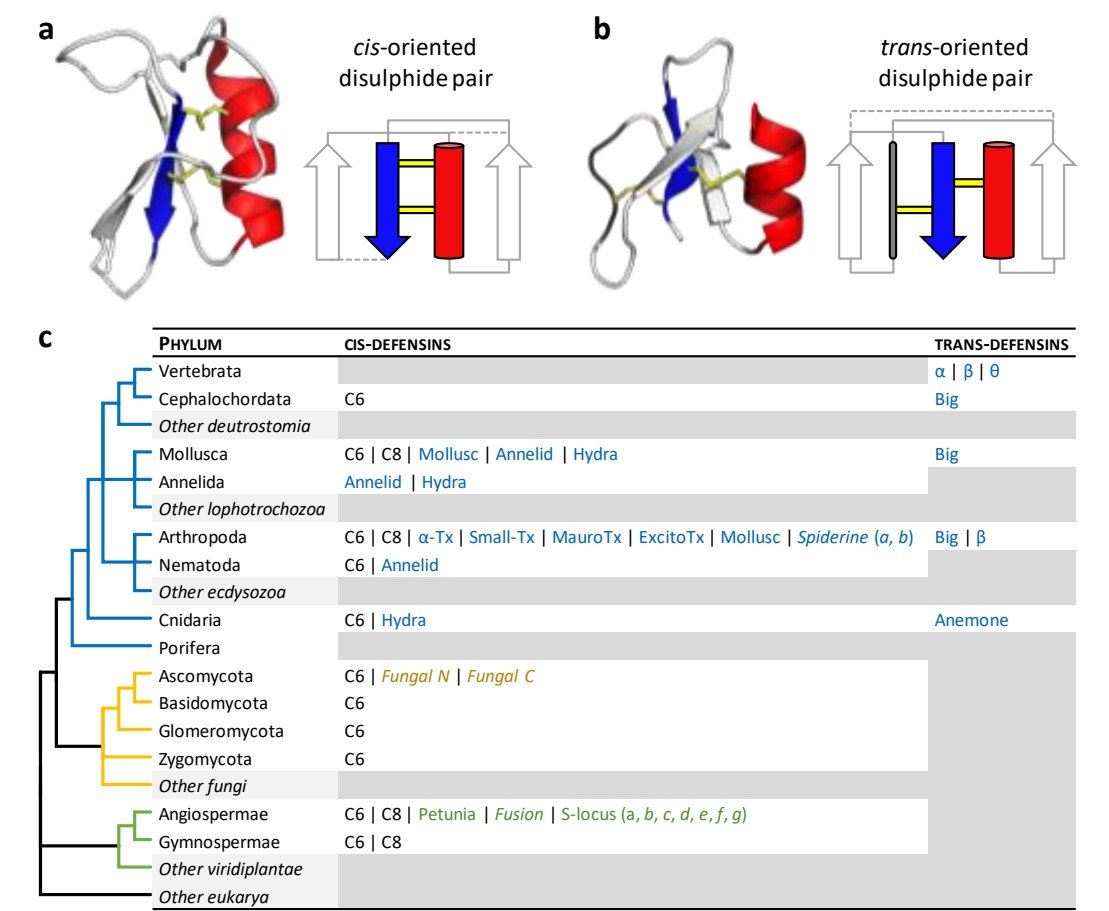 a
cis-oriented
disulphide pair
b
trans-oriented
disulphide pair
c
PHYLUM CIS-DEFENSINS TRANS-DEFENSINS
Vertebrata α | β | θ
Cephalochordata C6 Big
Other deutrostomia
Mollusca C6 | C8 | Mollusc | Annelid | Hydra Big
Annelida Annelid | Hydra
Other lophotrochozoa
Arthropoda C6 | C8 | α-Tx | Small-Tx | MauroTx | ExcitoTx | Mollusc | Spiderine (a, b) Big | β
Nematoda C6 | Annelid
Other ecdysozoa
Cnidaria C6 | Hydra Anemone
Porifera
Ascomycota C6 | Fungal N | Fungal C
Basidomycota C6
Glomeromycota C6
Zygomycota C6
Other fungi
Angiospermae C6 | C8 | Petunia | Fusion | S-locus (a, b, c, d, e, f, g)
Gymnospermae C6 | C8
Other viridiplantae
Other eukarya